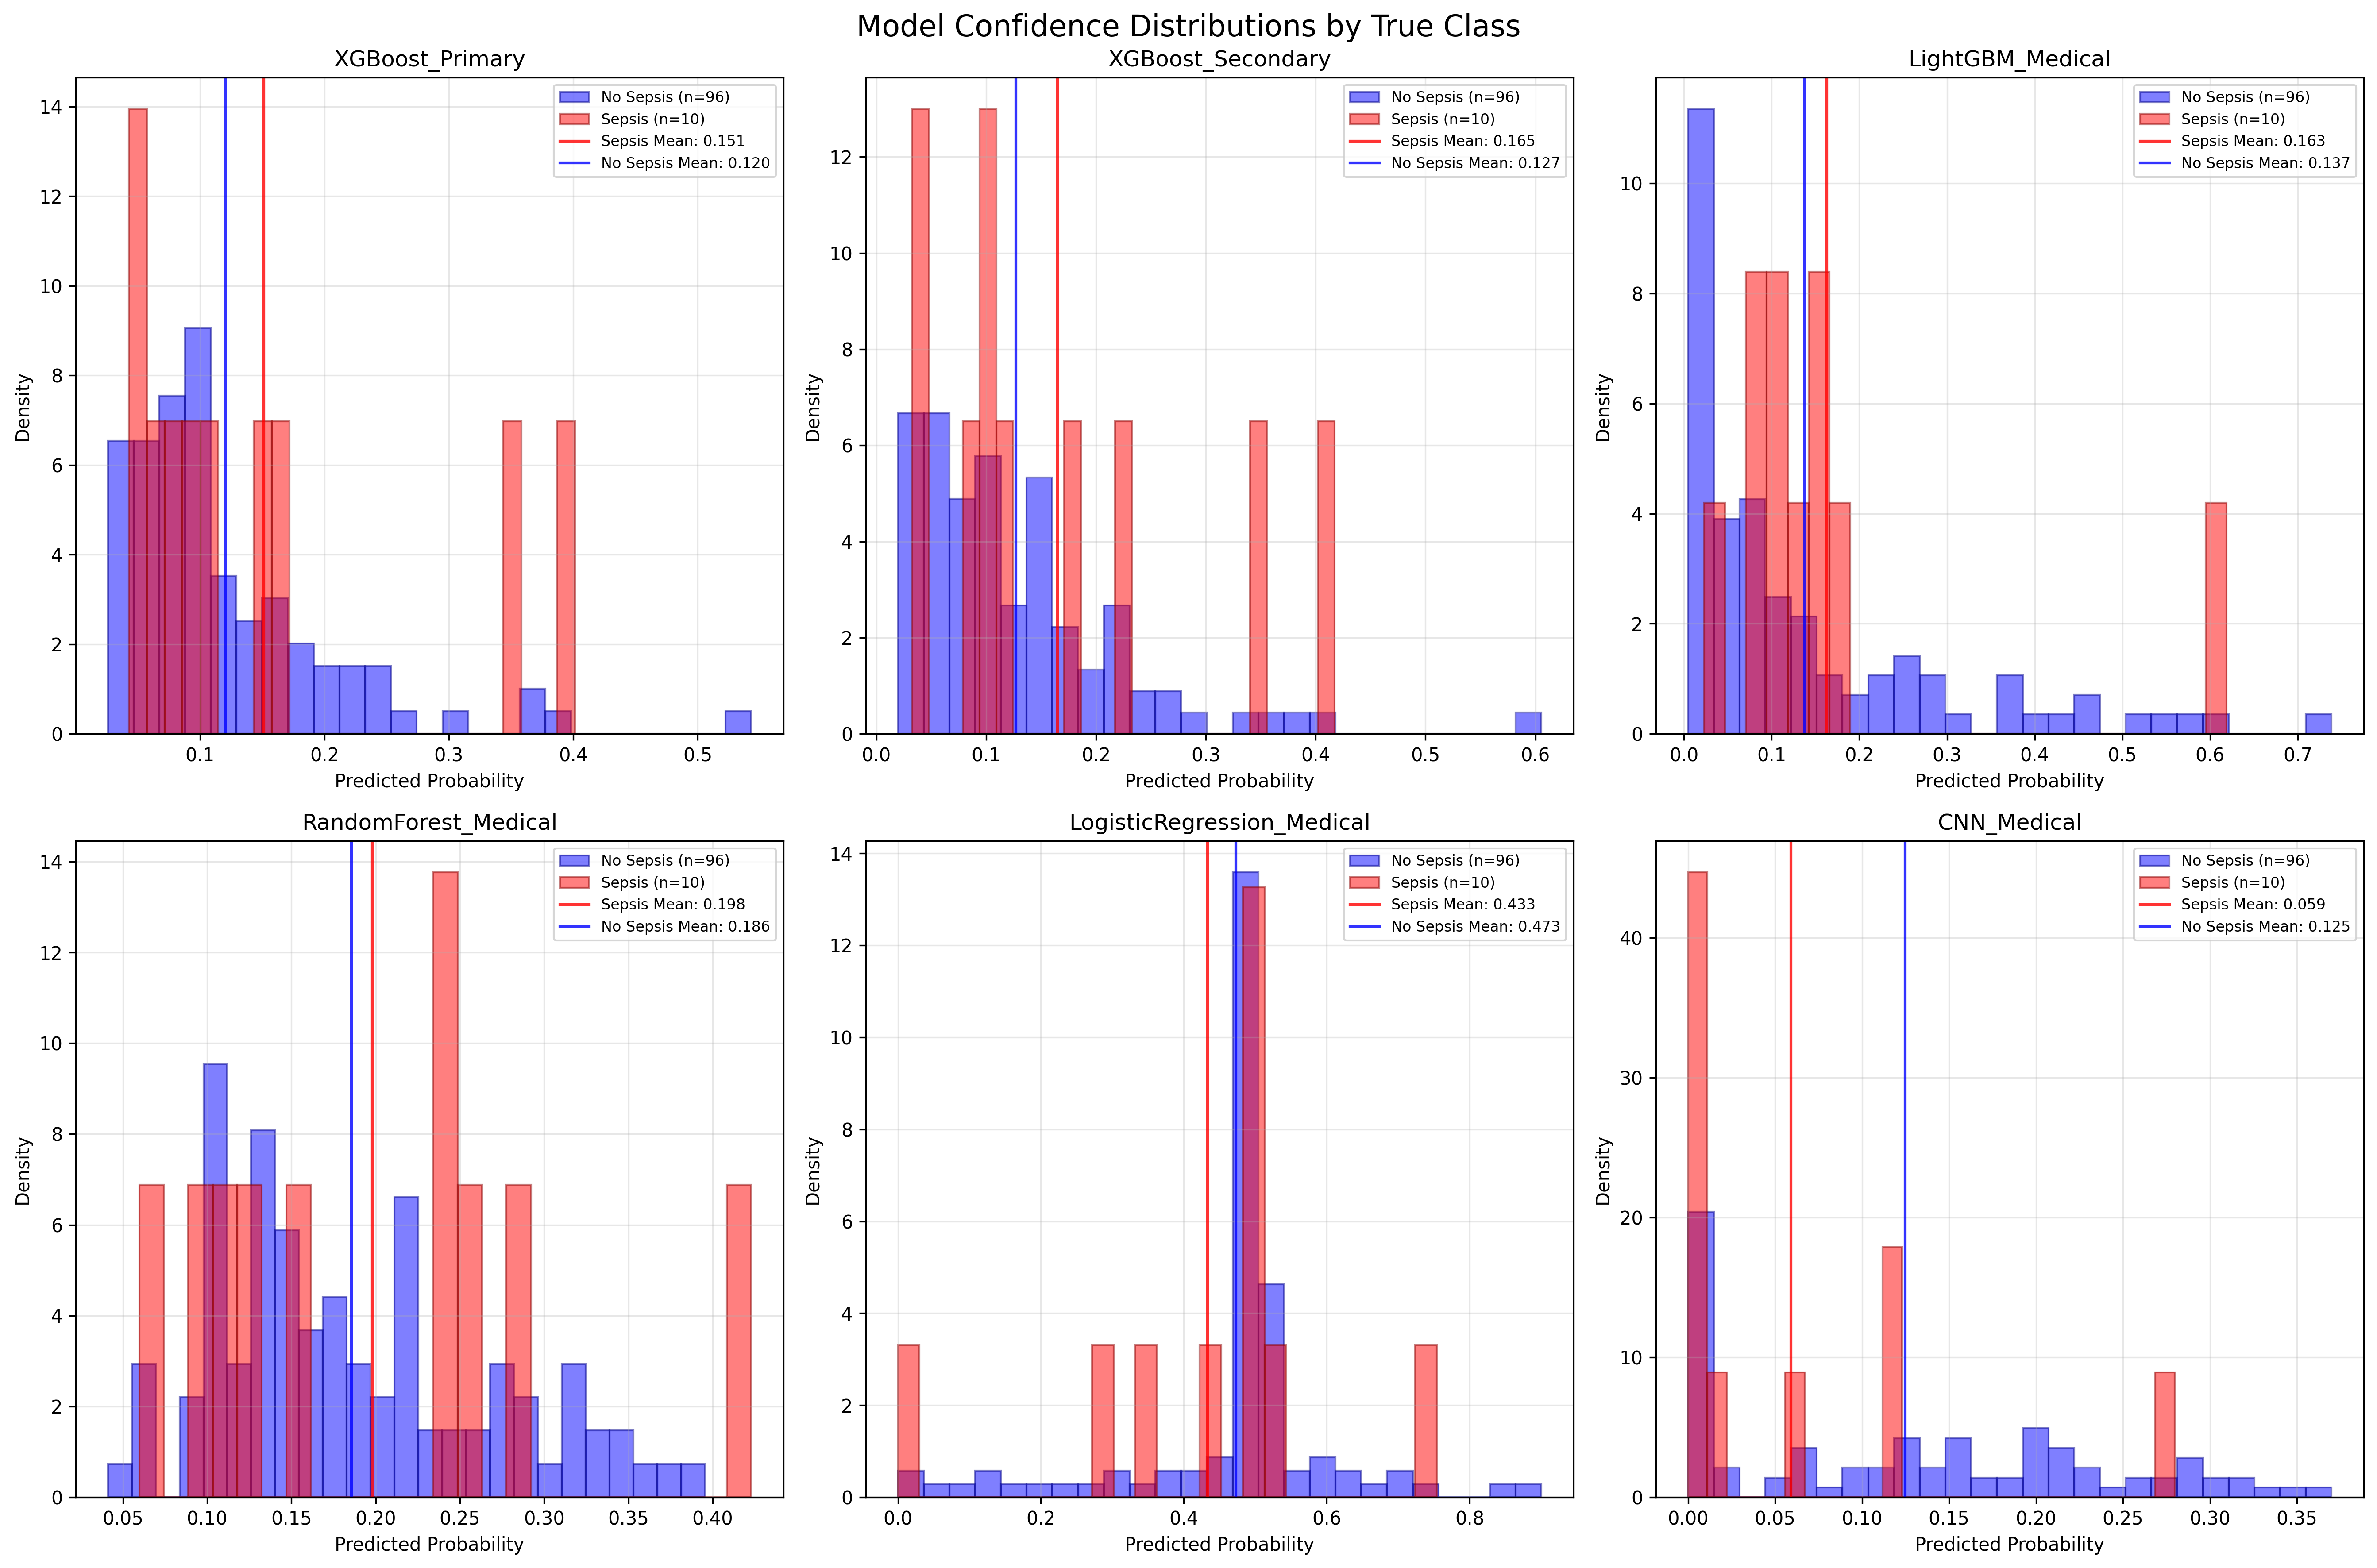 Model Confidence Distributions by True Class
XGBoost_Primary
No Sepsis (n=96)
Sepsis (n=10)
Sepsis Mean: 0.151
No Sepsis Mean: 0.120
Density
14
12
10
8
6
4
2
0
0.1 0.2 0.3 0.4 0.5
Predicted Probability
XGBoost_Secondary
No Sepsis (n=96)
Sepsis (n=10)
Sepsis Mean: 0.165
No Sepsis Mean: 0.127
Density
12
10
8
6
4
2
0
0.0 0.1 0.2 0.3 0.4 0.5 0.6
Predicted Probability
LightGBM_Medical
No Sepsis (n=96)
Sepsis (n=10)
Sepsis Mean: 0.163
No Sepsis Mean: 0.137
Density
10
8
6
4
2
0
0.0 0.1 0.2 0.3 0.4 0.5 0.6 0.7
Predicted Probability
RandomForest_Medical
No Sepsis (n=96)
Sepsis (n=10)
Sepsis Mean: 0.198
No Sepsis Mean: 0.186
Density
14
12
10
8
6
4
2
0
0.05 0.10 0.15 0.20 0.25 0.30 0.35 0.40
Predicted Probability
LogisticRegression_Medical
No Sepsis (n=96)
Sepsis (n=10)
Sepsis Mean: 0.433
No Sepsis Mean: 0.473
Density
14
12
10
8
6
4
2
0
0.0 0.2 0.4 0.6 0.8
Predicted Probability
CNN_Medical
No Sepsis (n=96)
Sepsis (n=10)
Sepsis Mean: 0.059
No Sepsis Mean: 0.125
Density
40
30
20
10
0
0.00 0.05 0.10 0.15 0.20 0.25 0.30 0.35
Predicted Probability